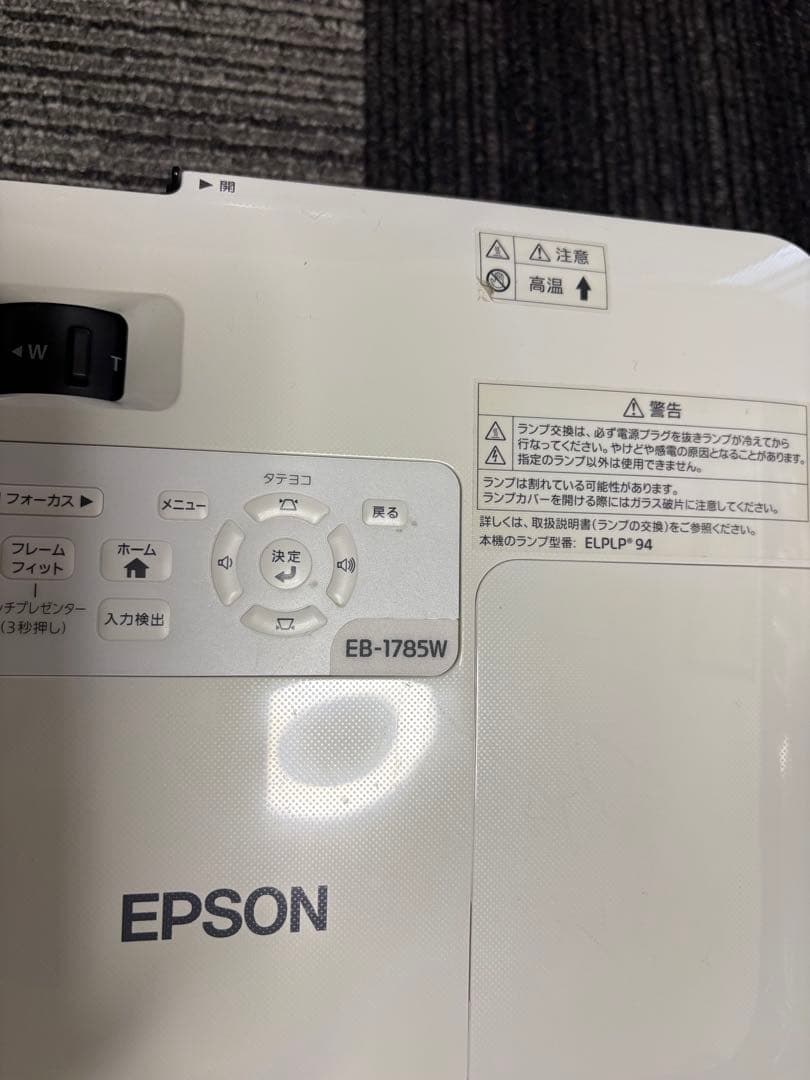 ▶ 開
⚠ 注意
高温 ↑
◀W
T
⚠ 警告
ランプ交換は、必ず電源プラグを抜きランプが冷えてから
行なってください。やけどや感電の原因となることがあります。
指定のランプ以外は使用できません。
ランプは割れている可能性があります。
ランプカバーを開ける際にはガラス破片に注意してください。
詳しくは、取扱説明書(ランプの交換)をご参照ください。
本機のランプ型番: ELPLP® 94
タテヨコ
フォーカス ▶
メニュー
戻る
フレーム
フィット
ホーム
決定
チプレゼンター
(3秒押し)
入力検出
EB-1785W
EPSON